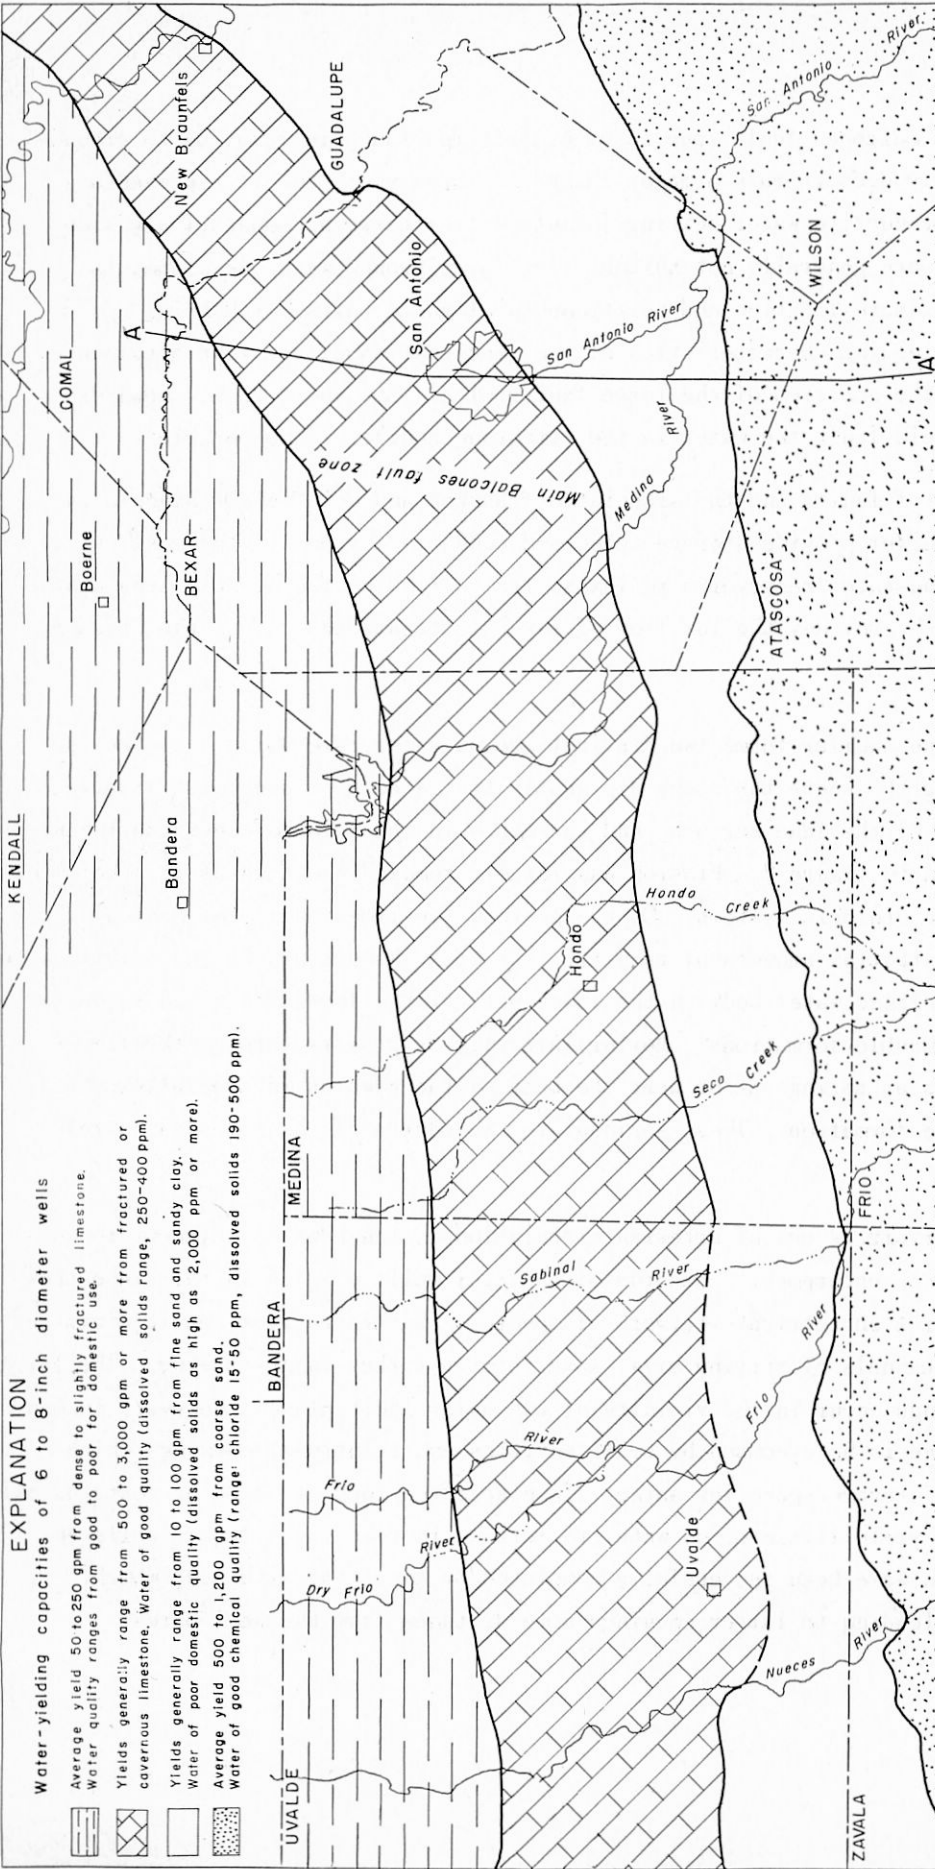 EXPLANATION
Water-yielding capacities of 6 to 8-inch diameter wells
Average yield 50 to 250 gpm from dense to slightly fractured limestone.
Water quality ranges from good to poor for domestic use.
Yields generally range from 500 to 3,000 gpm or more from fractured or
cavernous limestone. Water of good quality (dissolved solids range, 250-400 ppm).
Yields generally range from 10 to 100 gpm from fine sand and sandy clay.
Water of poor domestic quality (dissolved solids as high as 2,000 ppm or more).
Average yield 500 to 1,200 gpm from coarse sand.
Water of good chemical quality (range: chloride 15-50 ppm, dissolved solids 190-500 ppm).
KENDALL
COMAL
Boerne
Bandera
BEXAR
A
New Braunfels
GUADALUPE
San Antonio
Main Balcones fault zone
San Antonio River
San Antonio River
Medina River
WILSON
ATASCOSA
A'
UVALDE
BANDERA
MEDINA
Dry Frio River
Frio River
Sabinal River
Hondo
Hondo Creek
Seco Creek
Uvalde
Nueces River
Frio River
ZAVALA
FRIO